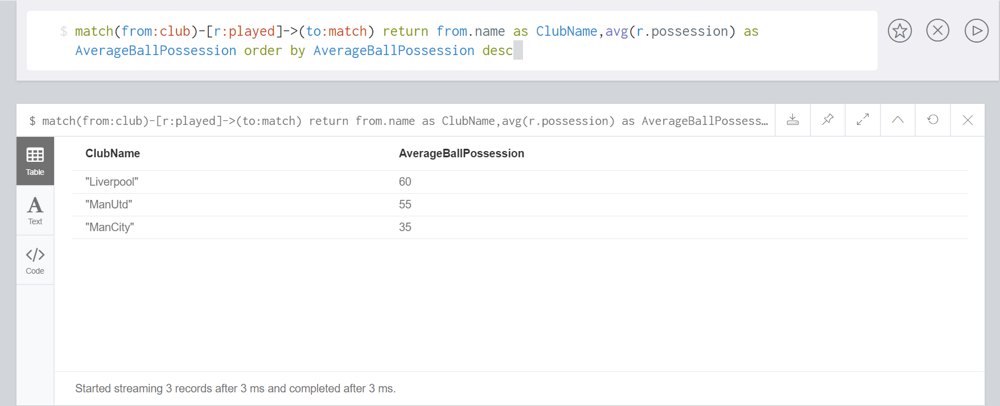 $ match(from:club)-[r:played]->(to:match) return from.name as ClubName,avg(r.possession) as
AverageBallPossession order by AverageBallPossession desc
$ match(from:club)-[r:played]->(to:match) return from.name as ClubName,avg(r.possession) as AverageBallPossess…
Table
Text
Code
ClubName AverageBallPossession
"Liverpool" 60
"ManUtd" 55
"ManCity" 35
Started streaming 3 records after 3 ms and completed after 3 ms.